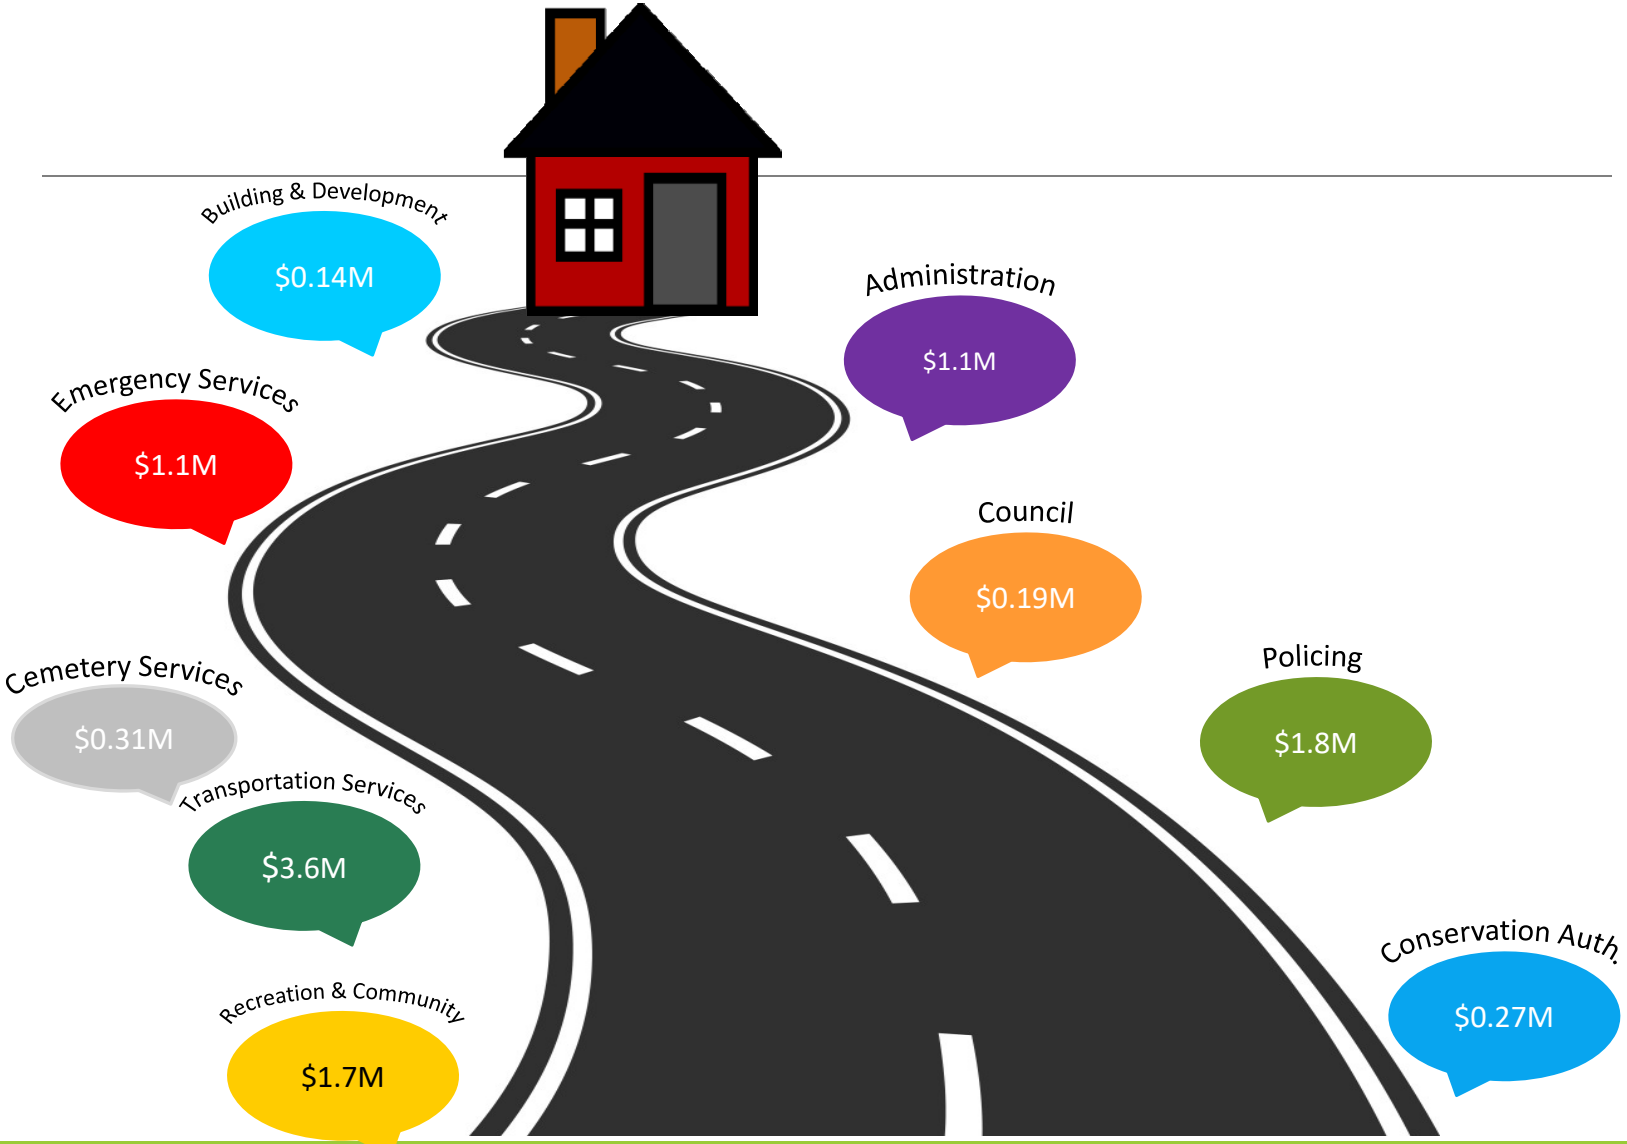 Building & Development
$0.14M
Administration
$1.1M
Emergency Services
$1.1M
Council
$0.19M
Cemetery Services
$0.31M
Policing
$1.8M
Transportation Services
$3.6M
Conservation Auth.
$0.27M
Recreation & Community
$1.7M